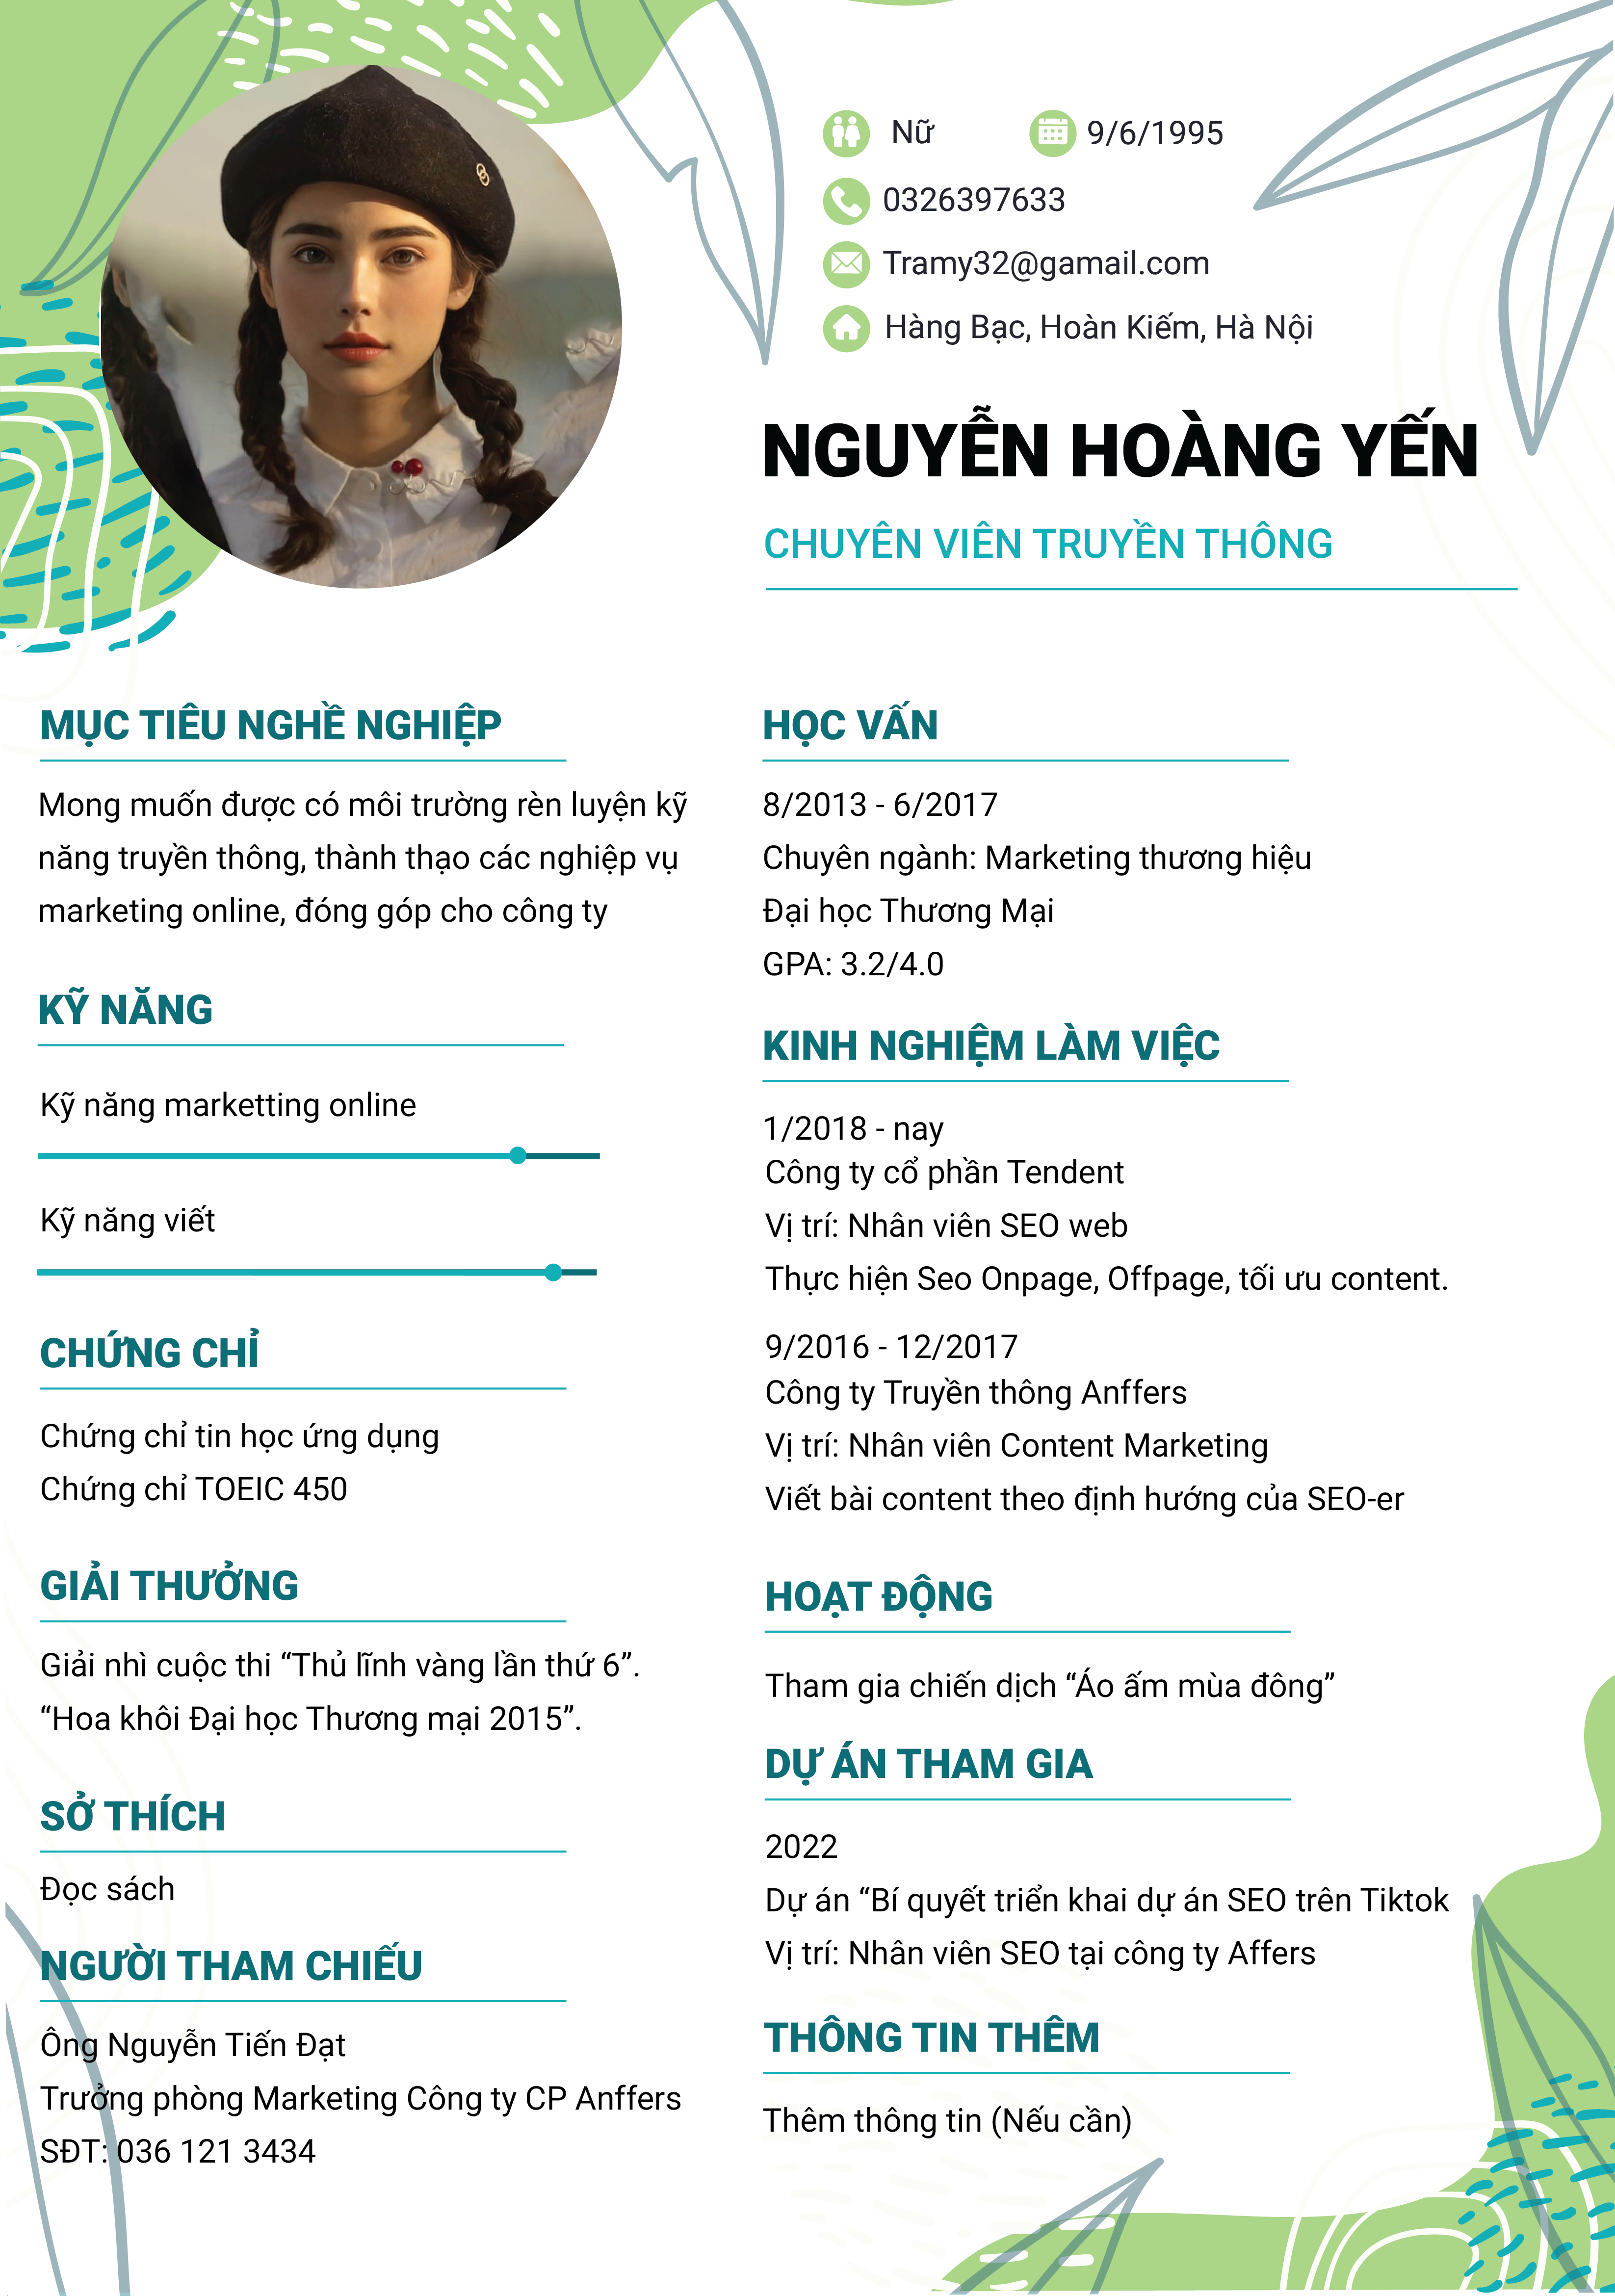 Nữ
9/6/1995
0326397633
Tramy32@gamail.com
Hàng Bạc, Hoàn Kiếm, Hà Nội
NGUYỄN HOÀNG YẾN
CHUYÊN VIÊN TRUYỀN THÔNG
MỤC TIÊU NGHỀ NGHIỆP
Mong muốn được có môi trường rèn luyện kỹ
năng truyền thông, thành thạo các nghiệp vụ
marketing online, đóng góp cho công ty
KỸ NĂNG
Kỹ năng marketting online
Kỹ năng viết
CHỨNG CHỈ
Chứng chỉ tin học ứng dụng
Chứng chỉ TOEIC 450
GIẢI THƯỞNG
Giải nhì cuộc thi “Thủ lĩnh vàng lần thứ 6”.
“Hoa khôi Đại học Thương mại 2015”.
SỞ THÍCH
Đọc sách
NGƯỜI THAM CHIẾU
Ông Nguyễn Tiến Đạt
Trưởng phòng Marketing Công ty CP Anffers
SĐT: 036 121 3434
HỌC VẤN
8/2013 - 6/2017
Chuyên ngành: Marketing thương hiệu
Đại học Thương Mại
GPA: 3.2/4.0
KINH NGHIỆM LÀM VIỆC
1/2018 - nay
Công ty cổ phần Tendent
Vị trí: Nhân viên SEO web
Thực hiện Seo Onpage, Offpage, tối ưu content.
9/2016 - 12/2017
Công ty Truyền thông Anffers
Vị trí: Nhân viên Content Marketing
Viết bài content theo định hướng của SEO-er
HOẠT ĐỘNG
Tham gia chiến dịch “Áo ấm mùa đông”
DỰ ÁN THAM GIA
2022
Dự án “Bí quyết triển khai dự án SEO trên Tiktok
Vị trí: Nhân viên SEO tại công ty Affers
THÔNG TIN THÊM
Thêm thông tin (Nếu cần)